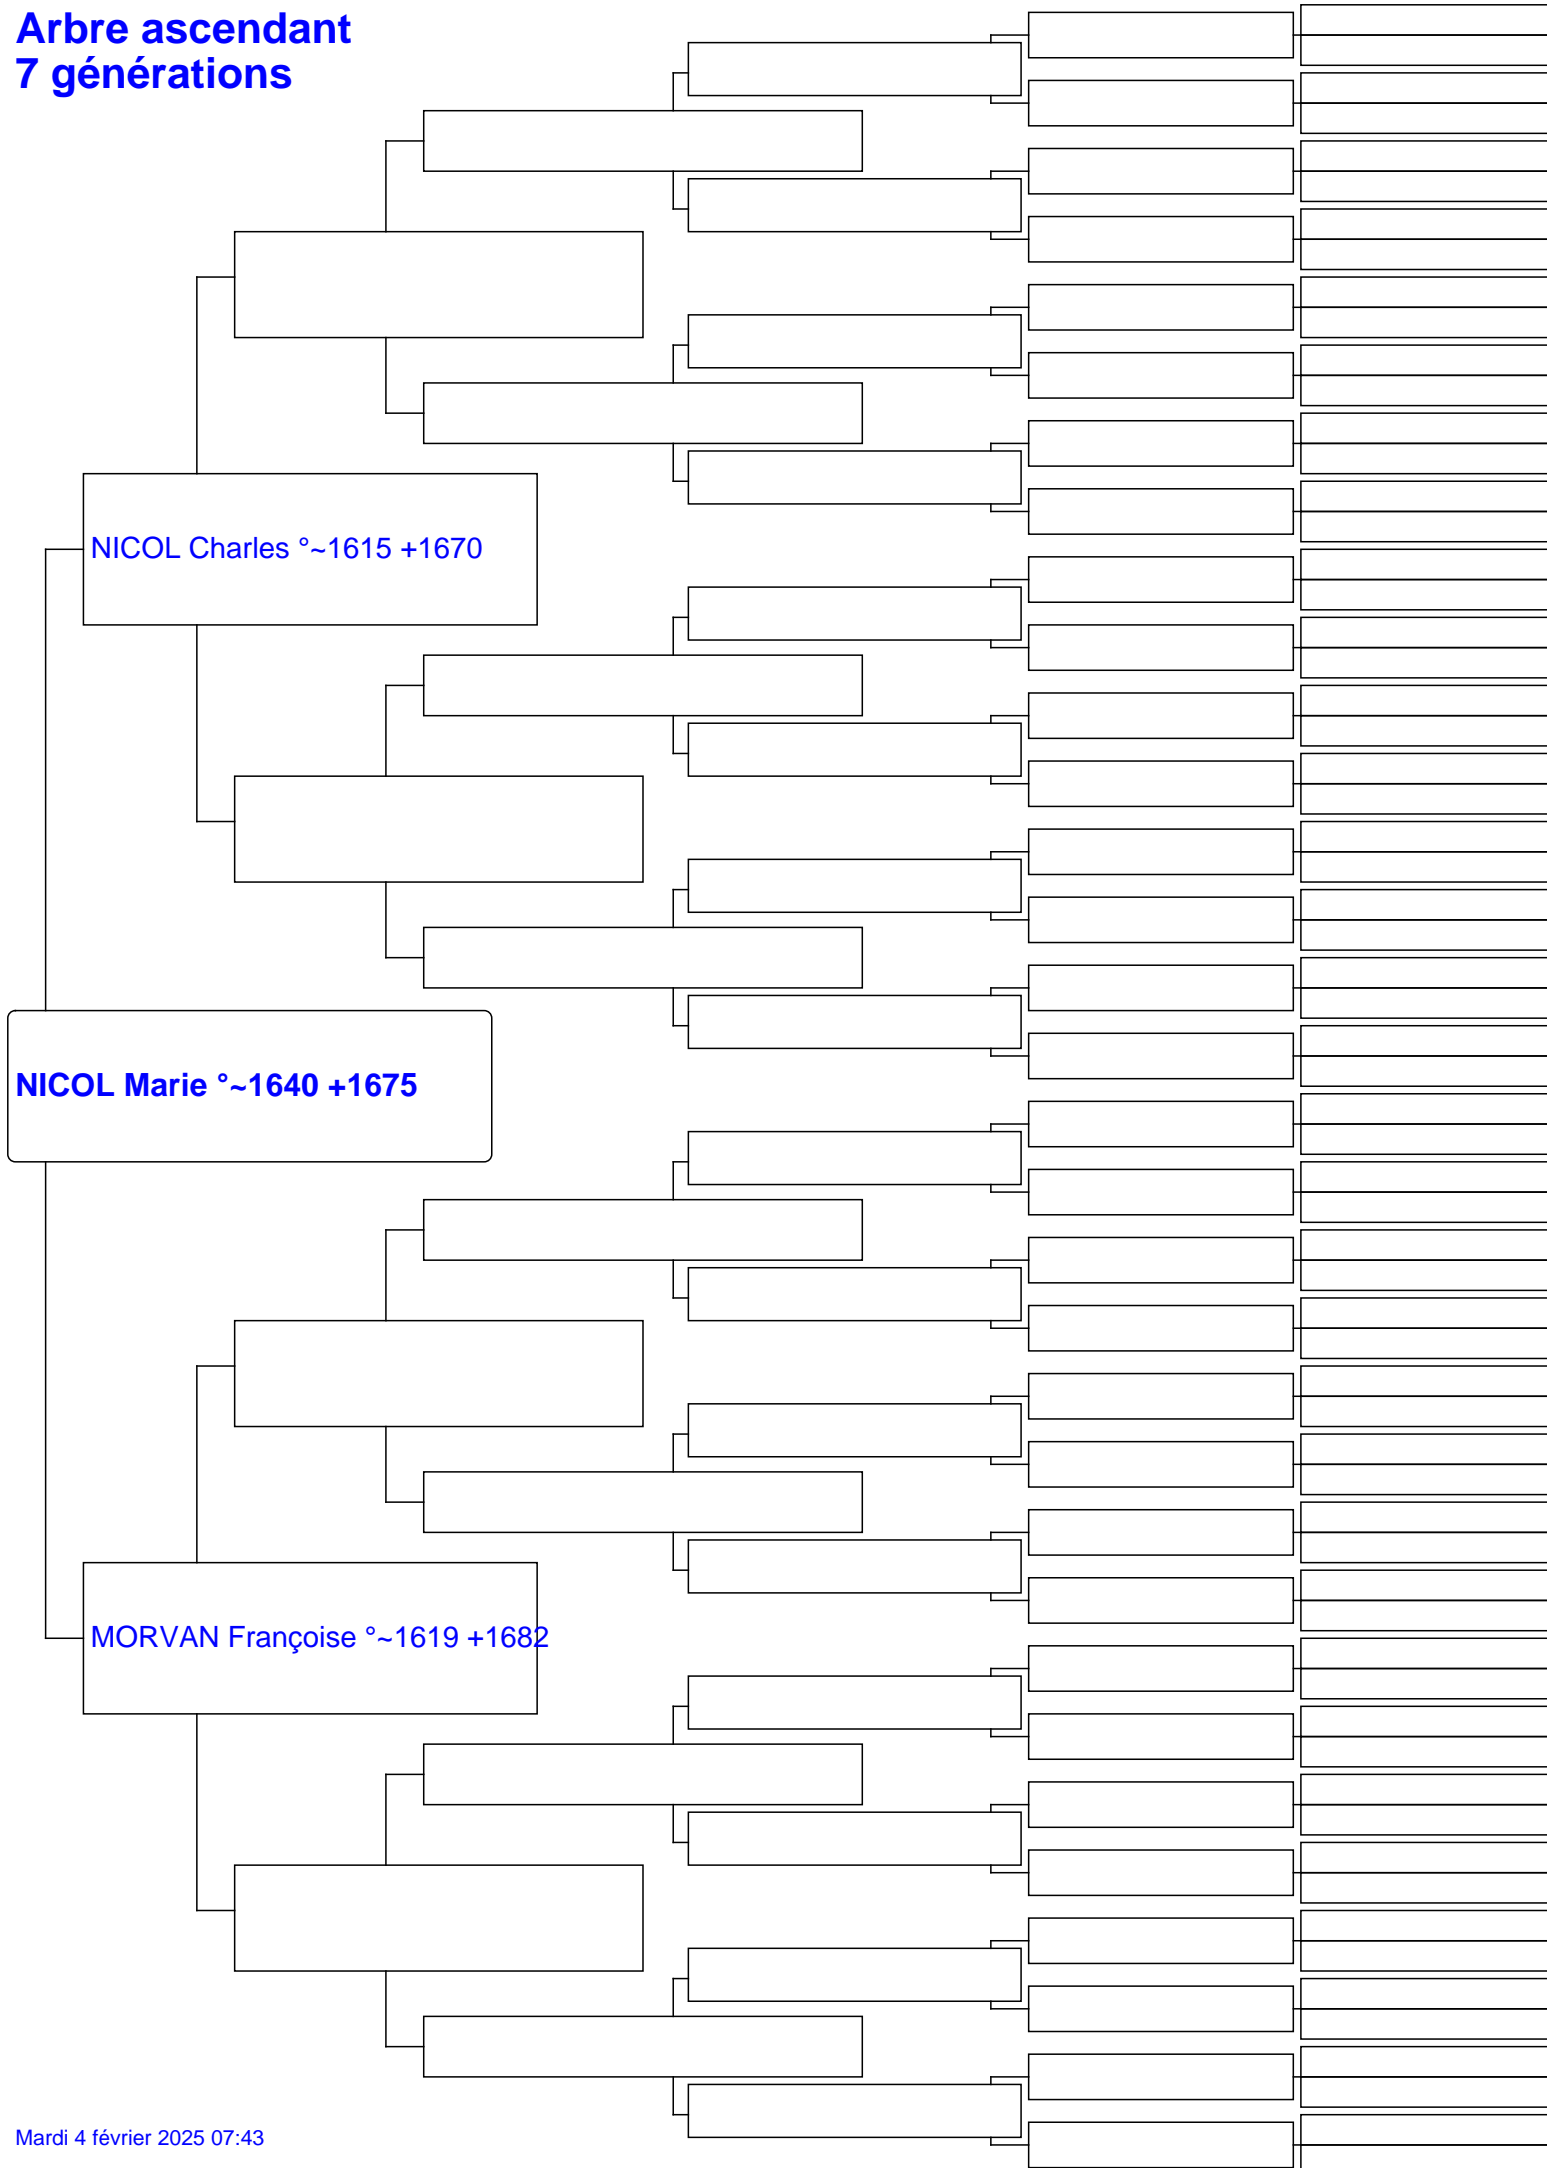 Arbre ascendant
7 générations
NICOL Charles °~1615 +1670
NICOL Marie °~1640 +1675
MORVAN Françoise °~1619 +1682
Mardi 4 février 2025 07:43